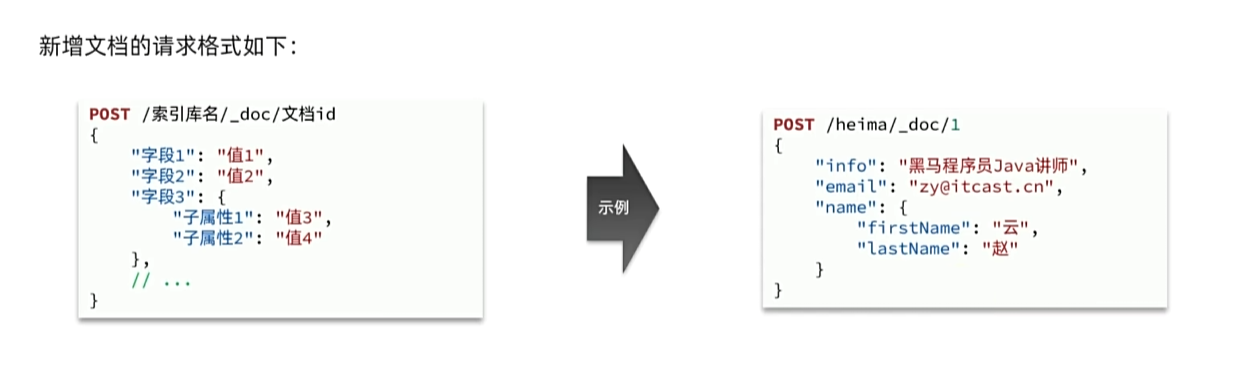 新增文档的请求格式如下：
POST /索引库名/_doc/文档id
{
    "字段1": "值1",
    "字段2": "值2",
    "字段3": {
        "子属性1": "值3",
        "子属性2": "值4"
    },
    // ...
}
示例
POST /heima/_doc/1
{
    "info": "黑马程序员Java讲师",
    "email": "zy@itcast.cn",
    "name": {
        "firstName": "云",
        "lastName": "赵"
    }
}